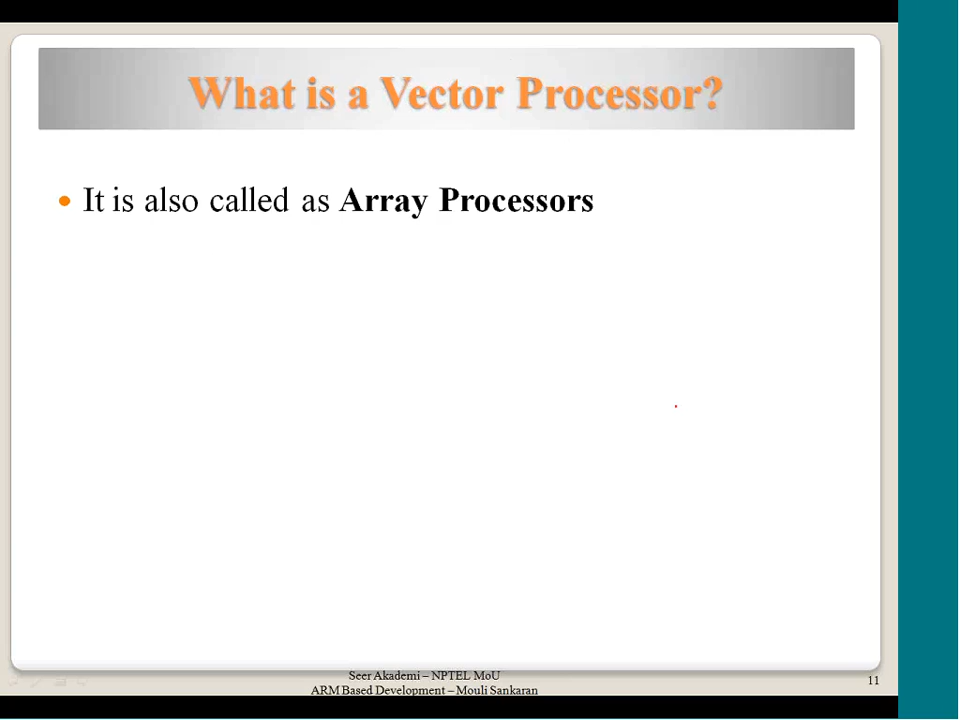 What is a Vector Processor?
It is also called as Array Processors
Seer Akademi – NPTEL MoU
ARM Based Development – Mouli Sankaran
11